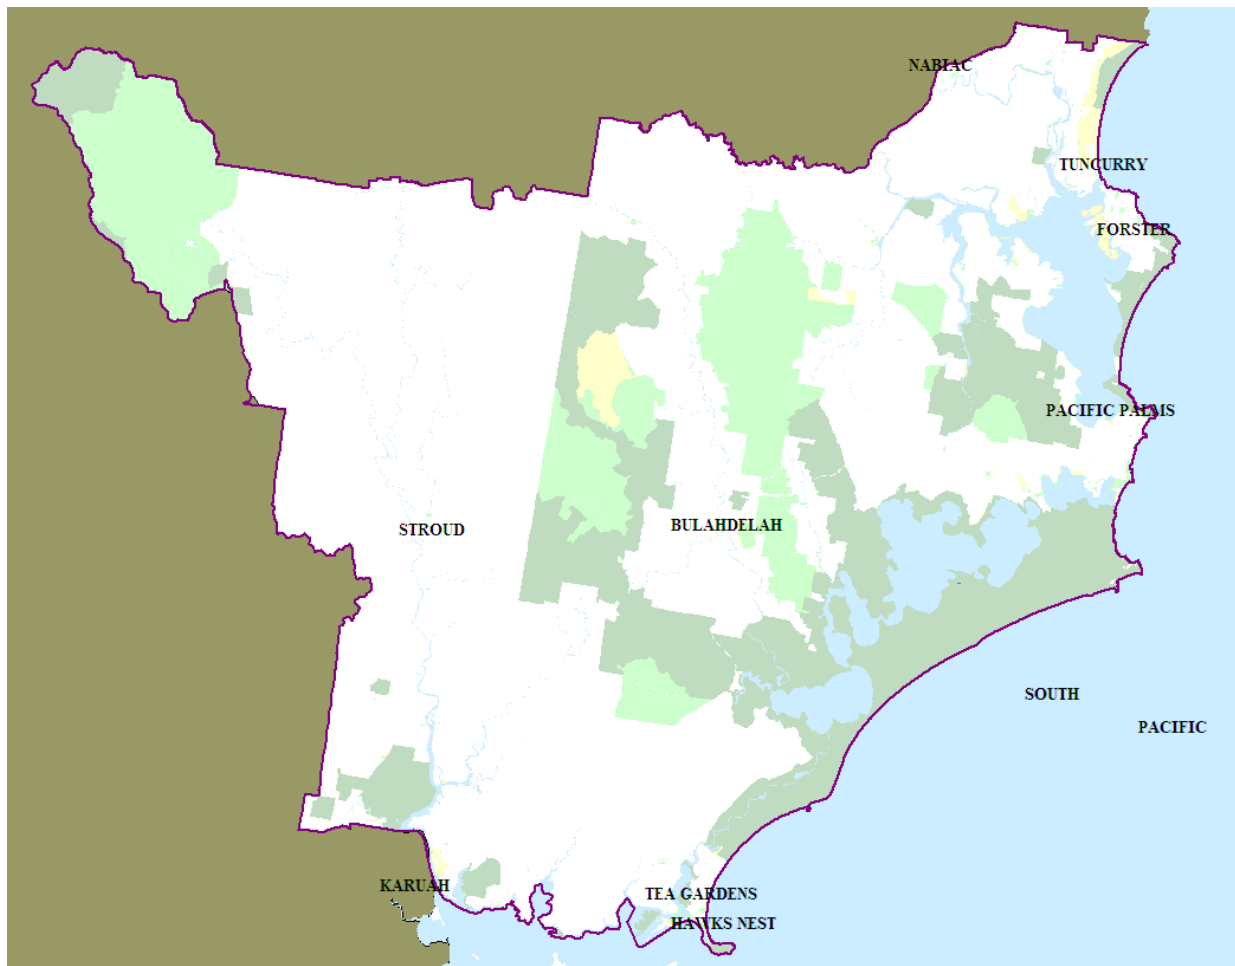 NABIAC
TUNCURRY
FORSTER
PACIFIC PALMS
BULAHDELAH
STROUD
SOUTH
PACIFIC
KARUAH
TEA GARDENS
HAWKS NEST